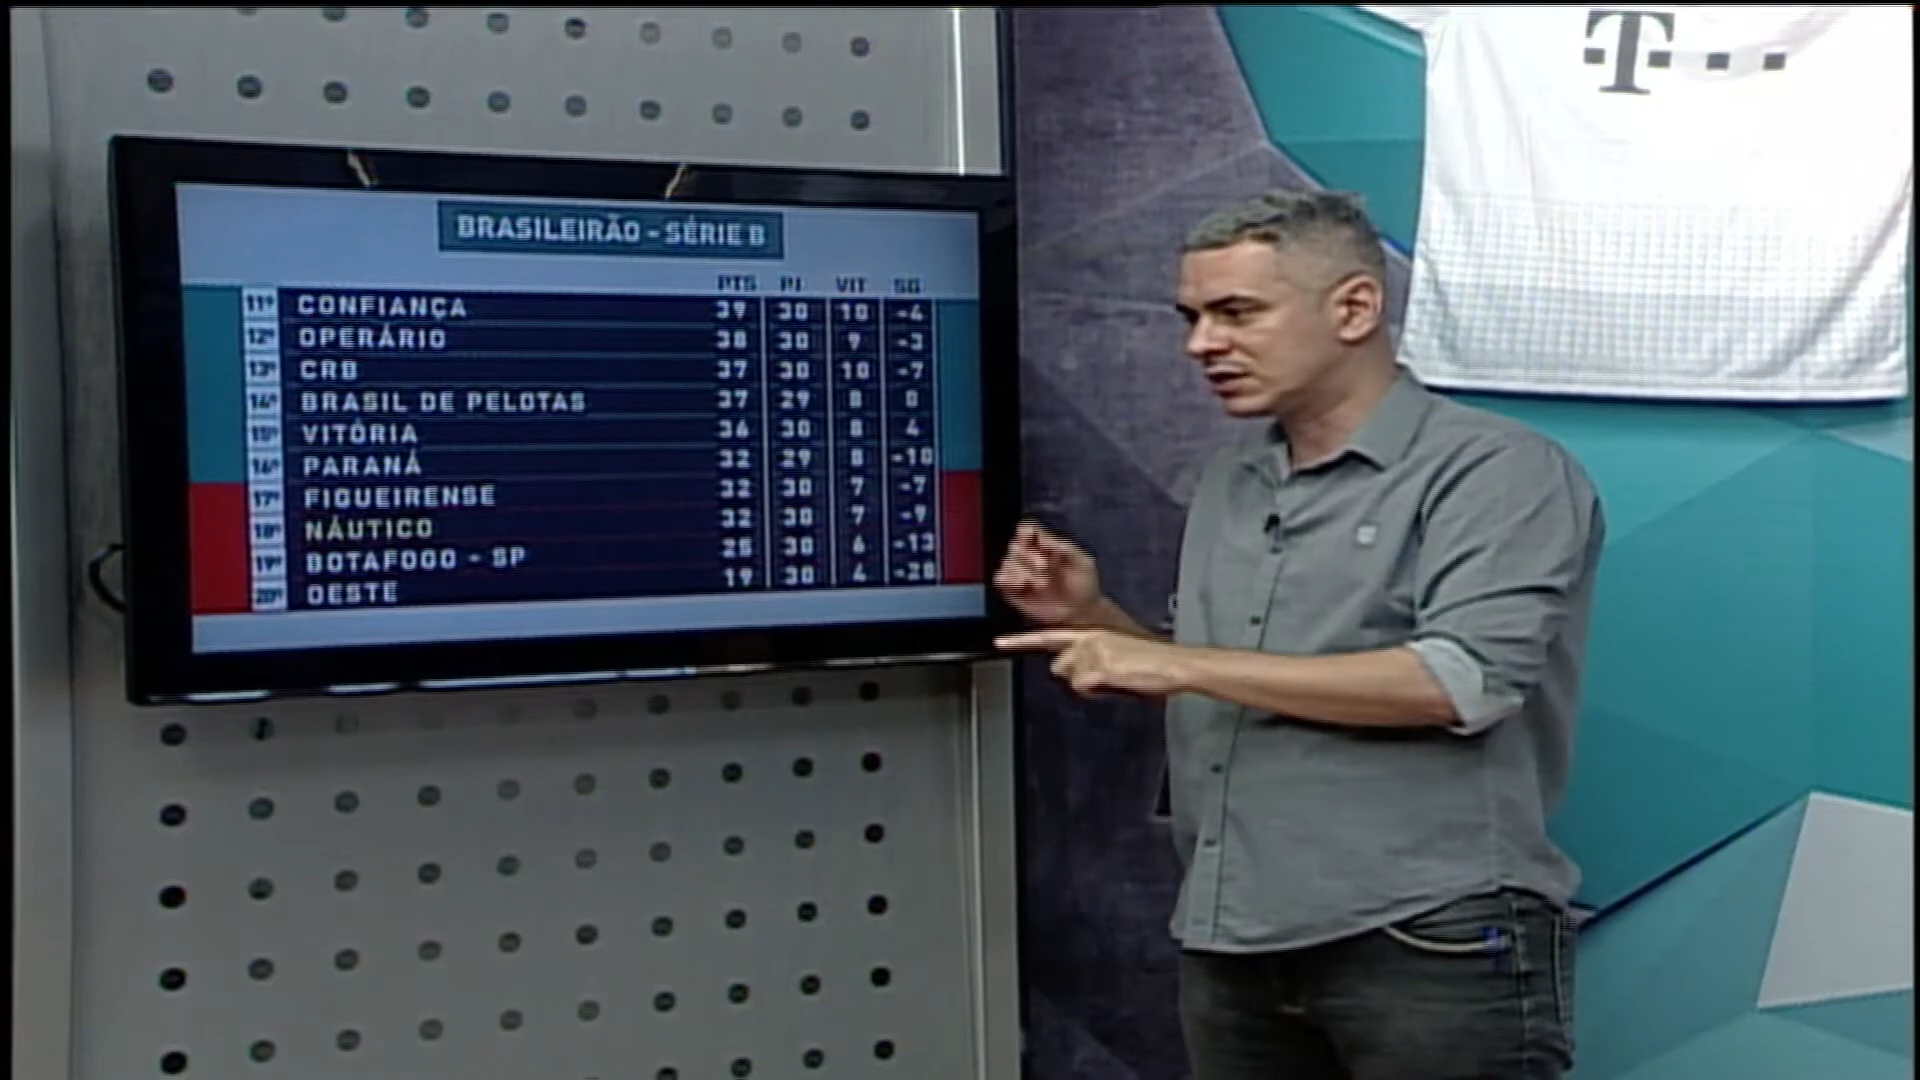 T
BRASILEIRÃO - SÉRIE B
PTS PJ VIT SG
11º CONFIANÇA 39 30 10 -4
12º OPERÁRIO 38 30 9 -3
13º CRB 37 30 10 -7
14º BRASIL DE PELOTAS 37 29 8 0
15º VITÓRIA 36 30 8 4
16º PARANÁ 32 29 8 -10
17º FIGUEIRENSE 32 30 7 -7
18º NÁUTICO 32 30 7 -9
19º BOTAFOGO - SP 25 30 6 -13
20º OESTE 19 30 4 -20